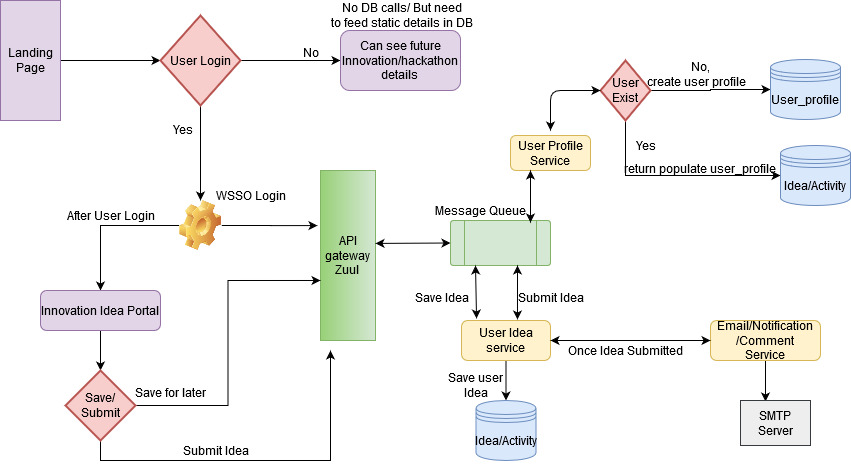 No DB calls/ But need
to feed static details in DB
Landing
Page
User Login
No
Can see future
Innovation/hackathon
details
Yes
WSSO Login
After User Login
Innovation Idea Portal
Save/
Submit
Save for later
Submit Idea
API
gateway
Zuul
Message Queue
User Profile
Service
User
Exist
No,
create user profile
User_profile
Yes
return populate user_profile
Idea/Activity
Save Idea
Submit Idea
User Idea
service
Once Idea Submitted
Email/Notification
/Comment
Service
Save user
Idea
Idea/Activity
SMTP
Server